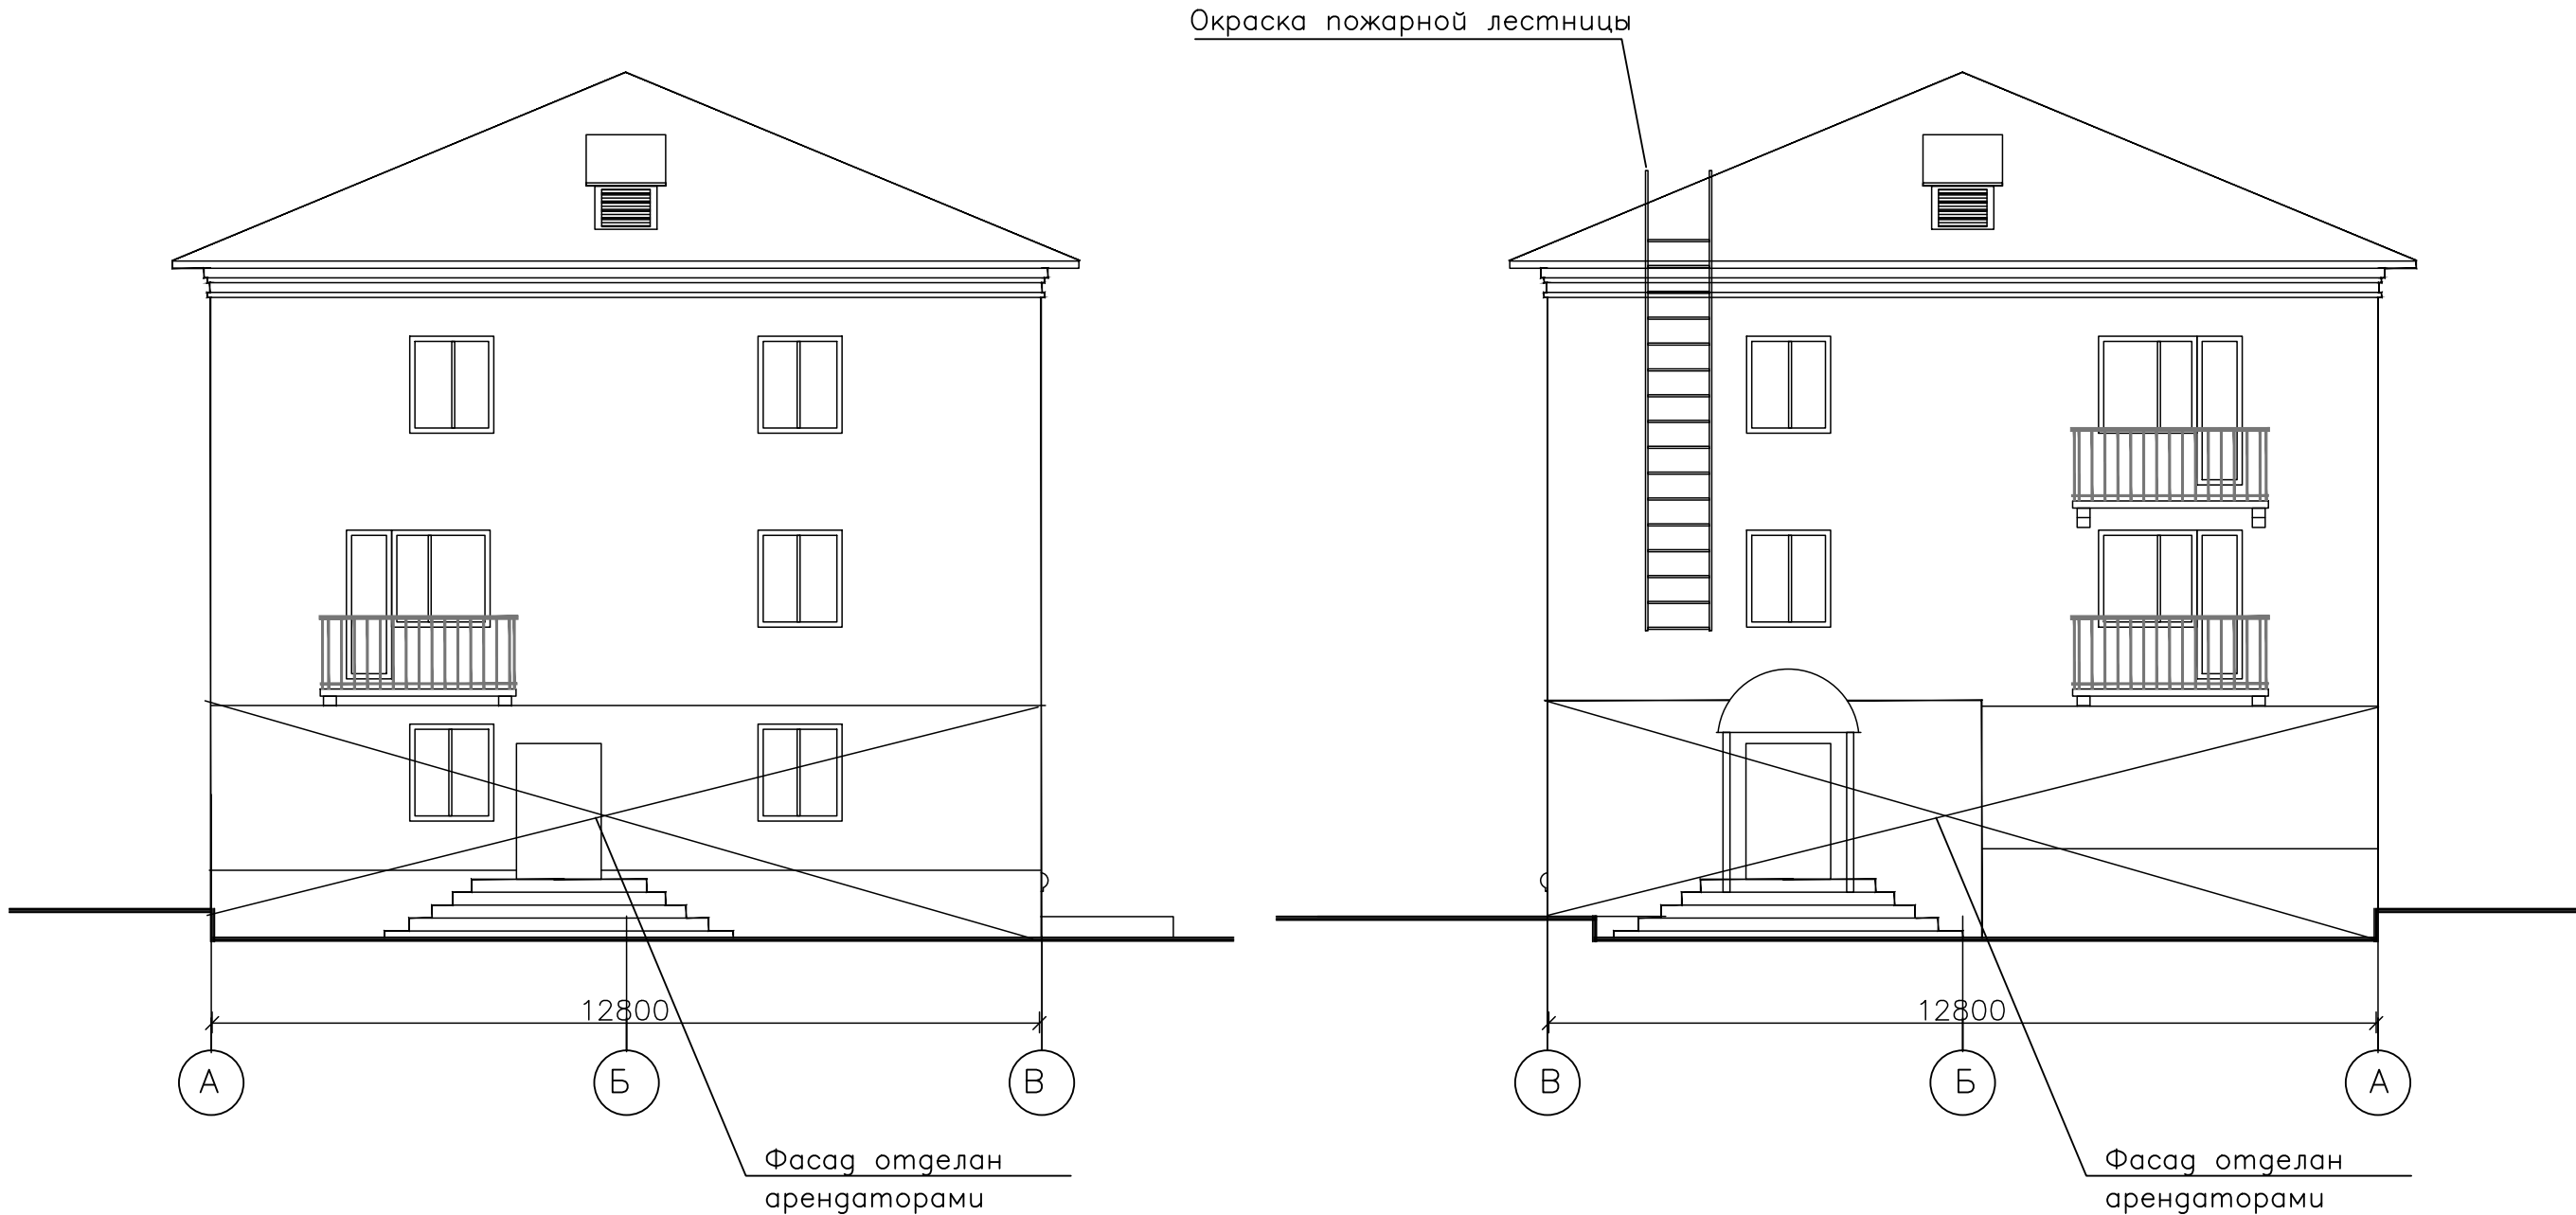 Окраска пожарной лестницы
12800
12800
А
Б
В
В
Б
А
Фасад отделан
арендаторами
Фасад отделан
арендаторами